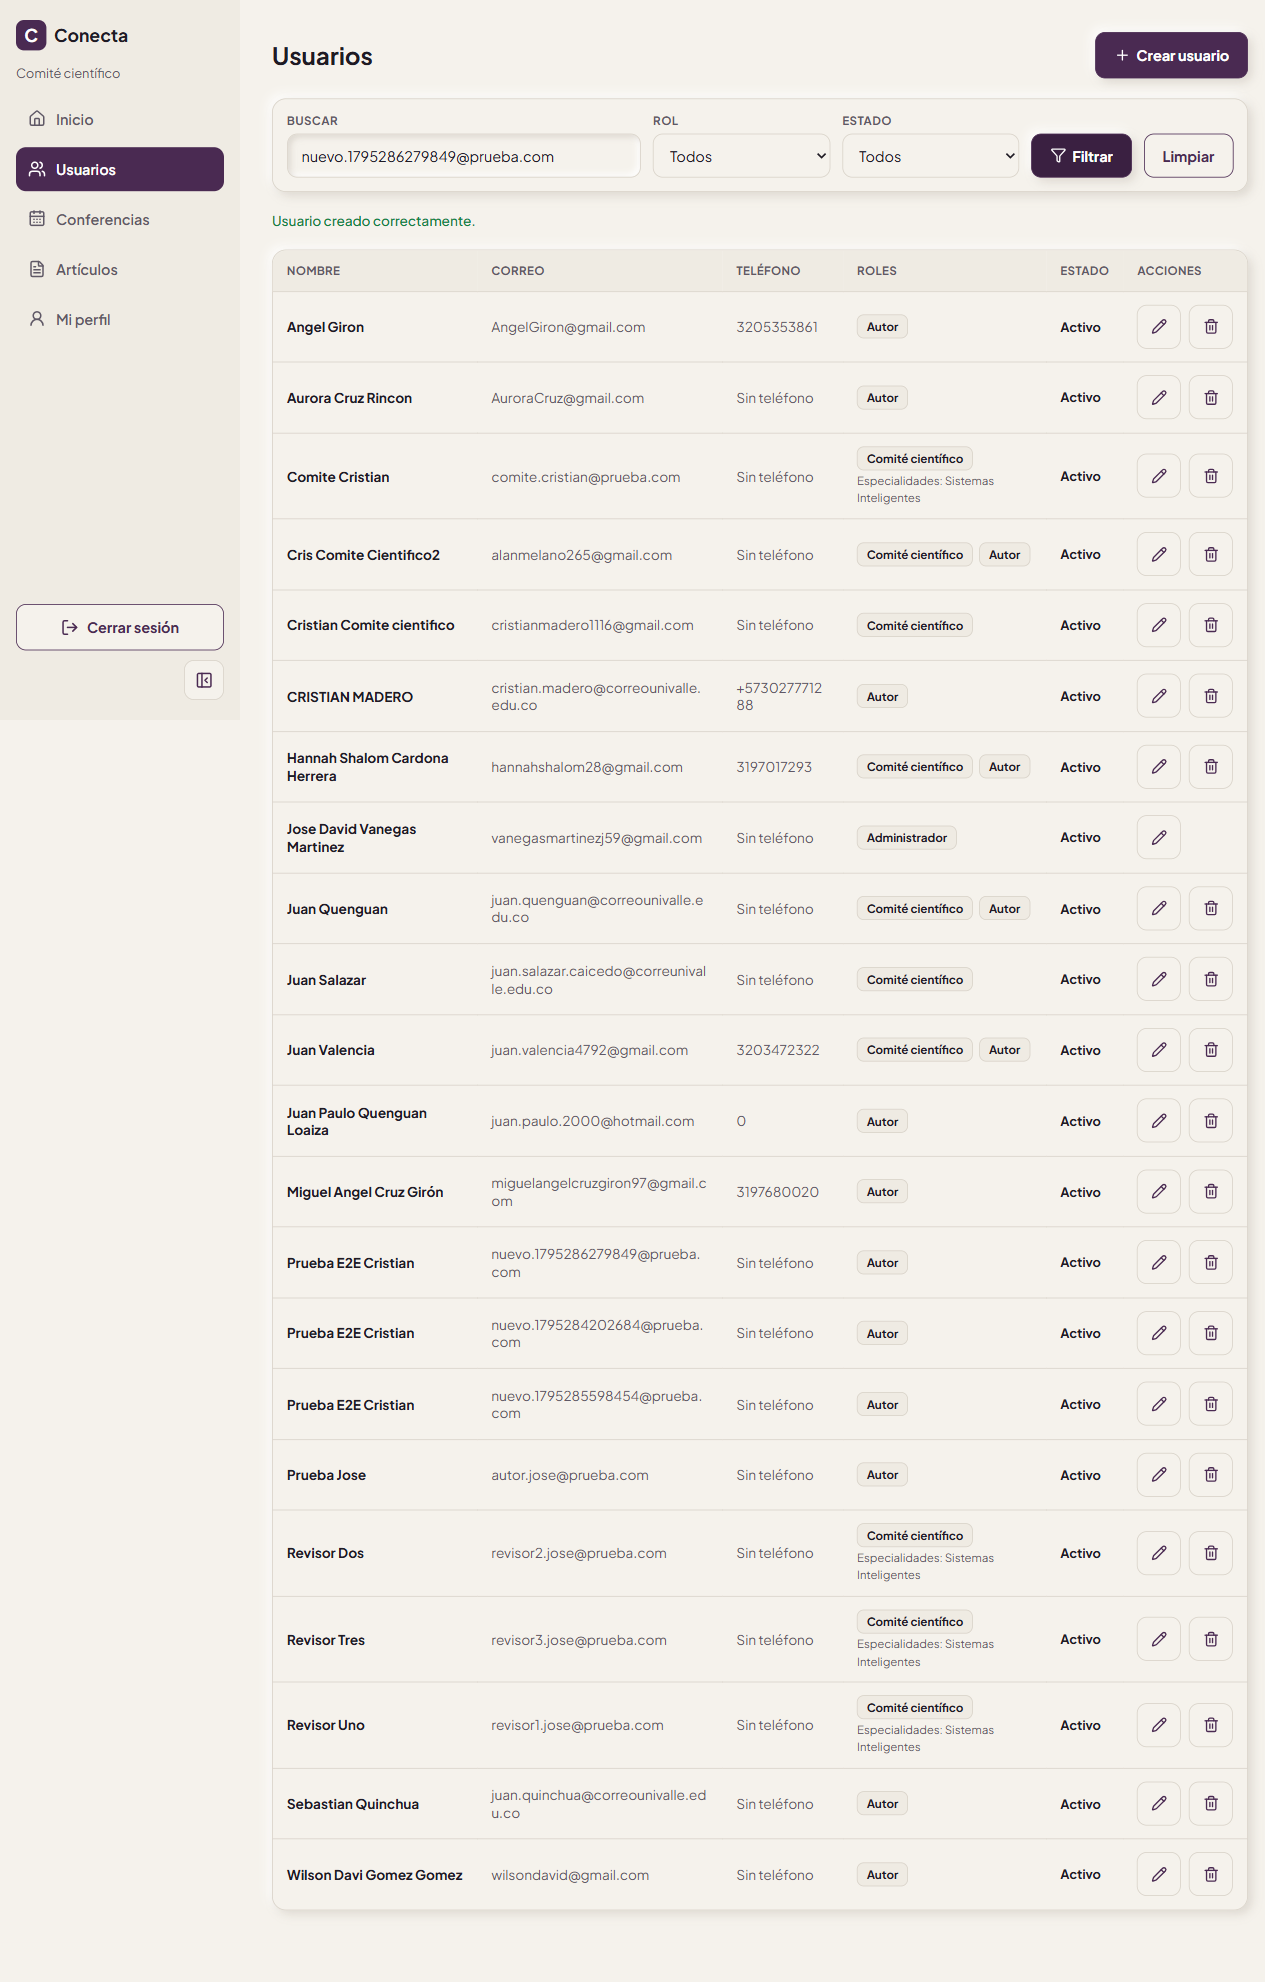 C Conecta
Comité científico
Inicio
Usuarios
Conferencias
Artículos
Mi perfil
Cerrar sesión
Usuarios
+ Crear usuario
BUSCAR ROL ESTADO
nuevo.1795286279849@prueba.com Todos Todos Filtrar Limpiar
Usuario creado correctamente.
NOMBRE CORREO TELÉFONO ROLES ESTADO ACCIONES
Angel Giron AngelGiron@gmail.com 3205353861 Autor Activo
Aurora Cruz Rincon AuroraCruz@gmail.com Sin teléfono Autor Activo
Comite Cristian comite.cristian@prueba.com Sin teléfono Comité científico Activo
Especialidades: Sistemas
Inteligentes
Cris Comite Cientifico2 alanmelano265@gmail.com Sin teléfono Comité científico Autor Activo
Cristian Comite cientifico cristianmadero1116@gmail.com Sin teléfono Comité científico Activo
CRISTIAN MADERO cristian.madero@correounivalle. +5730277712 Autor Activo
edu.co 88
Hannah Shalom Cardona hannahshalom28@gmail.com 3197017293 Comité científico Autor Activo
Herrera
Jose David Vanegas vanegasmartinezj59@gmail.com Sin teléfono Administrador Activo
Martinez
Juan Quenguan juan.quenguan@correounivalle.e Sin teléfono Comité científico Autor Activo
du.co
Juan Salazar juan.salazar.caicedo@correunival Sin teléfono Comité científico Activo
le.edu.co
Juan Valencia juan.valencia4792@gmail.com 3203472322 Comité científico Autor Activo
Juan Paulo Quenguan juan.paulo.2000@hotmail.com 0 Autor Activo
Loaiza
Miguel Angel Cruz Girón miguelangelcruzgiron97@gmail.c 3197680020 Autor Activo
om
Prueba E2E Cristian nuevo.1795286279849@prueba. Sin teléfono Autor Activo
com
Prueba E2E Cristian nuevo.1795284202684@prueba. Sin teléfono Autor Activo
com
Prueba E2E Cristian nuevo.1795285598454@prueba. Sin teléfono Autor Activo
com
Prueba Jose autor.jose@prueba.com Sin teléfono Autor Activo
Revisor Dos revisor2.jose@prueba.com Sin teléfono Comité científico Activo
Especialidades: Sistemas
Inteligentes
Revisor Tres revisor3.jose@prueba.com Sin teléfono Comité científico Activo
Especialidades: Sistemas
Inteligentes
Revisor Uno revisor1.jose@prueba.com Sin teléfono Comité científico Activo
Especialidades: Sistemas
Inteligentes
Sebastian Quinchua juan.quinchua@correounivalle.ed Sin teléfono Autor Activo
u.co
Wilson Davi Gomez Gomez wilsondavid@gmail.com Sin teléfono Autor Activo